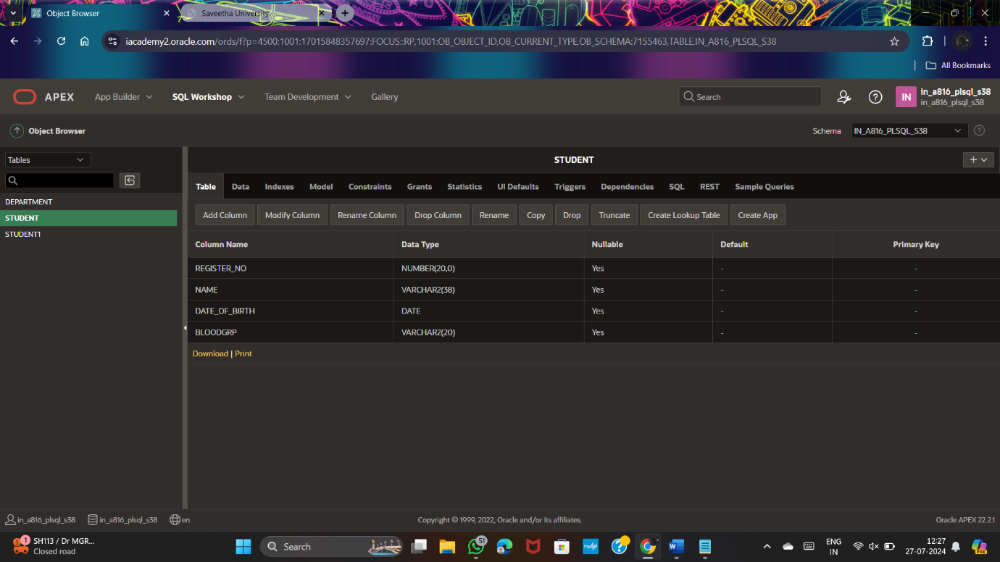 Object Browser
Saveetha University
iacademy2.oracle.com/ords/f?p=4500:1001:17015848357697:FOCUS::RP,1001:OB_OBJECT_ID,OB_CURRENT_TYPE,OB_SCHEMA:7155463,TABLE,IN_A816_PLSQL_S38
All Bookmarks
APEX App Builder SQL Workshop Team Development Gallery Search IN in_a816_plsql_s38
in_a816_plsql_s38
Object Browser Schema IN_A816_PLSQL_S38
Tables
DEPARTMENT
STUDENT
STUDENT1
STUDENT
Table Data Indexes Model Constraints Grants Statistics UI Defaults Triggers Dependencies SQL REST Sample Queries
Add Column Modify Column Rename Column Drop Column Rename Copy Drop Truncate Create Lookup Table Create App
Column Name Data Type Nullable Default Primary Key
REGISTER_NO NUMBER(20,0) Yes - -
NAME VARCHAR2(38) Yes - -
DATE_OF_BIRTH DATE Yes - -
BLOODGRP VARCHAR2(20) Yes - -
Download | Print
in_a816_plsql_s38 in_a816_plsql_s38 en Copyright © 1999, 2022, Oracle and/or its affiliates. Oracle APEX 22.2.1
1 SH113 / Dr MGR...
Closed road
Search
51
myhp
W
ENG
IN
12:27
27-07-2024
PRE